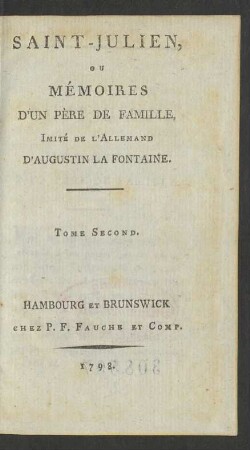 SAINT-JULIEN,
OU
MÉMOIRES
D'UN PÈRE DE FAMILLE,
IMITÉ DE L'ALLEMAND
D'AUGUSTIN LA FONTAINE.
TOME SECOND.
HAMBOURG ET BRUNSWICK
CHEZ P. F. FAUCHE ET COMP.
1798.